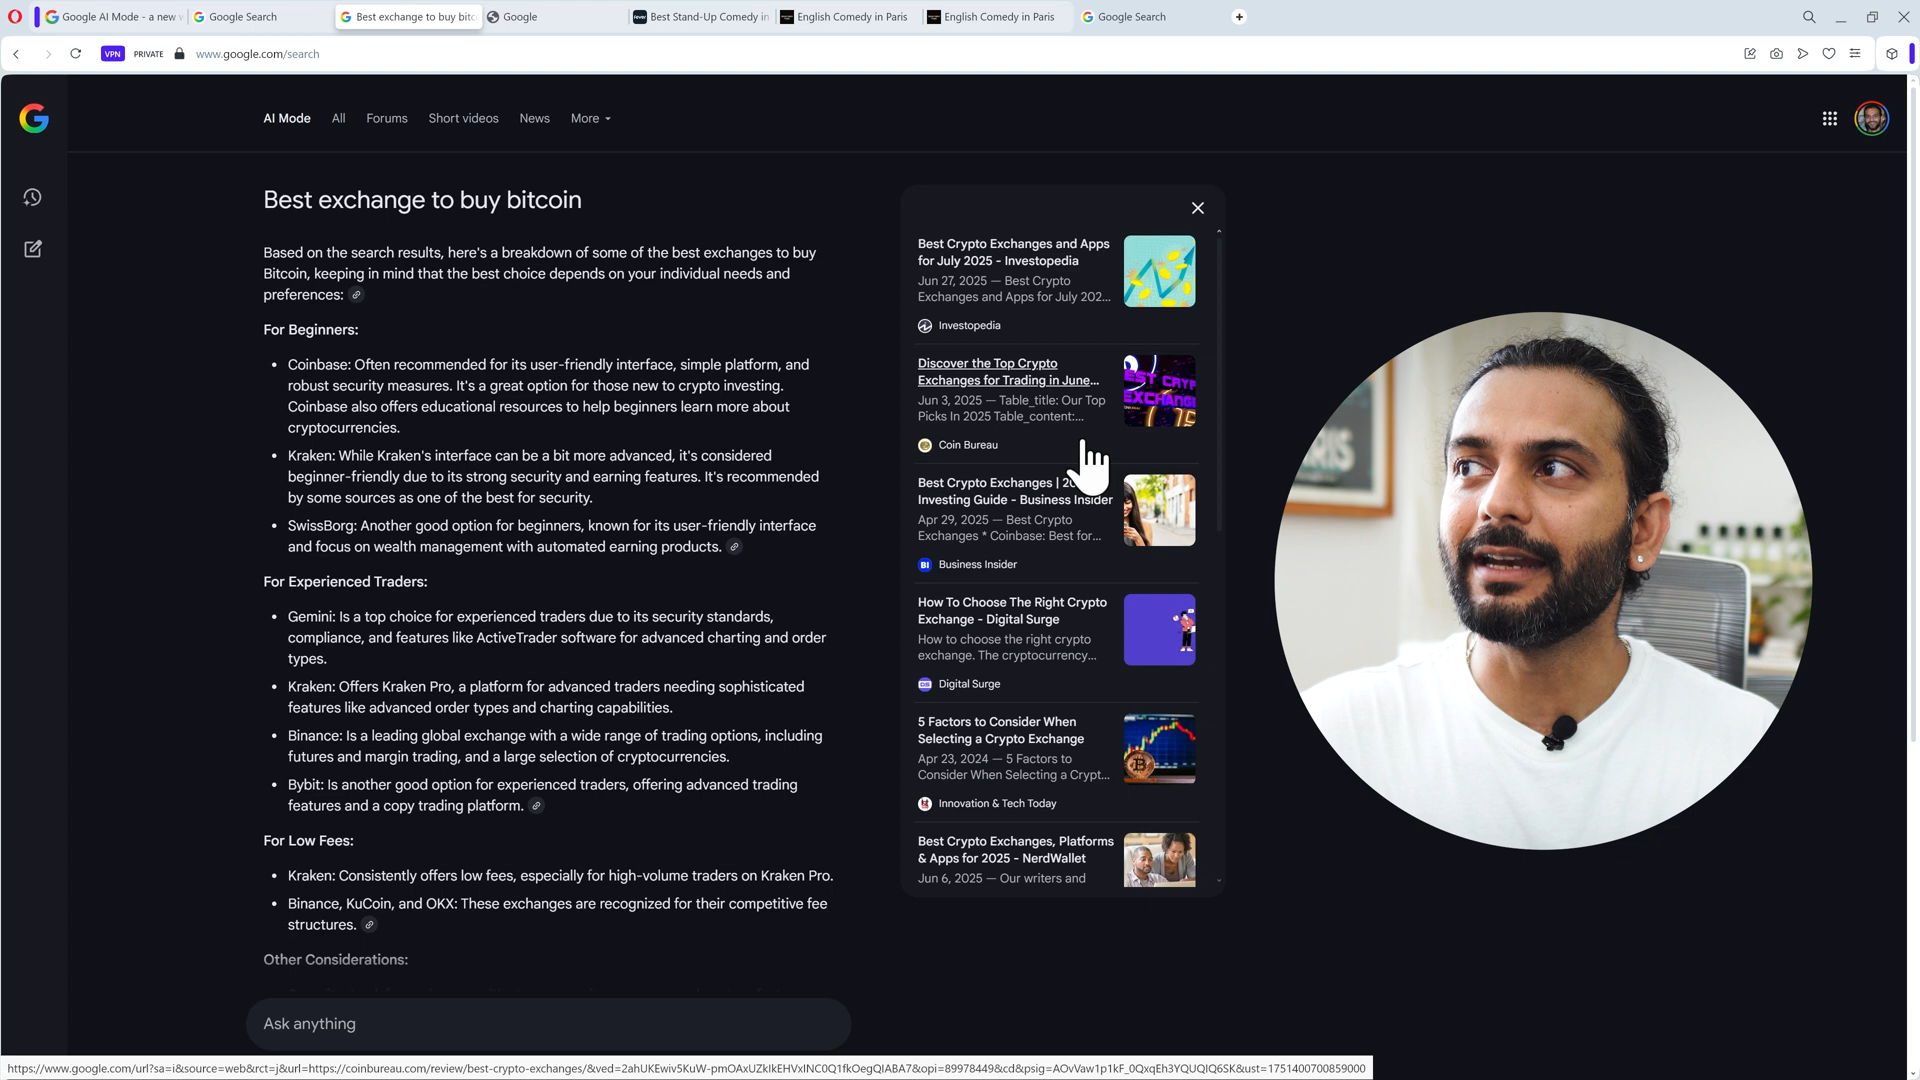 Google AI Mode - a new v
Google Search
Best exchange to buy bitc
Google
Best Stand-Up Comedy in
English Comedy in Paris
English Comedy in Paris
Google Search
VPN PRIVATE www.google.com/search
AI Mode All Forums Short videos News More
Best exchange to buy bitcoin
Based on the search results, here's a breakdown of some of the best exchanges to buy
Bitcoin, keeping in mind that the best choice depends on your individual needs and
preferences:
For Beginners:
• Coinbase: Often recommended for its user-friendly interface, simple platform, and
robust security measures. It's a great option for those new to crypto investing.
Coinbase also offers educational resources to help beginners learn more about
cryptocurrencies.
• Kraken: While Kraken's interface can be a bit more advanced, it's considered
beginner-friendly due to its strong security and earning features. It's recommended
by some sources as one of the best for security.
• SwissBorg: Another good option for beginners, known for its user-friendly interface
and focus on wealth management with automated earning products.
For Experienced Traders:
• Gemini: Is a top choice for experienced traders due to its security standards,
compliance, and features like ActiveTrader software for advanced charting and order
types.
• Kraken: Offers Kraken Pro, a platform for advanced traders needing sophisticated
features like advanced order types and charting capabilities.
• Binance: Is a leading global exchange with a wide range of trading options, including
futures and margin trading, and a large selection of cryptocurrencies.
• Bybit: Is another good option for experienced traders, offering advanced trading
features and a copy trading platform.
For Low Fees:
• Kraken: Consistently offers low fees, especially for high-volume traders on Kraken Pro.
• Binance, KuCoin, and OKX: These exchanges are recognized for their competitive fee
structures.
Other Considerations:
Ask anything
Best Crypto Exchanges and Apps
for July 2025 - Investopedia
Jun 27, 2025 — Best Crypto
Exchanges and Apps for July 202...
Investopedia
Discover the Top Crypto
Exchanges for Trading in June...
Jun 3, 2025 — Table_title: Our Top
Picks In 2025 Table_content:...
Coin Bureau
Best Crypto Exchanges | 20
Investing Guide - Business Insider
Apr 29, 2025 — Best Crypto
Exchanges * Coinbase: Best for...
BI Business Insider
How To Choose The Right Crypto
Exchange - Digital Surge
How to choose the right crypto
exchange. The cryptocurrency...
DS Digital Surge
5 Factors to Consider When
Selecting a Crypto Exchange
Apr 23, 2024 — 5 Factors to
Consider When Selecting a Crypt...
Innovation & Tech Today
Best Crypto Exchanges, Platforms
& Apps for 2025 - NerdWallet
Jun 6, 2025 — Our writers and
https://www.google.com/url?sa=i&source=web&rct=j&url=https://coinbureau.com/review/best-crypto-exchanges/&ved=2ahUKEwiv5KuW-pmOAxUZkIkEHVxINC0Q1fkOegQIABA7&opi=89978449&cd&psig=AOvVaw1p1kF_0QxqEh3YQUQIQ6SK&ust=1751400700859000